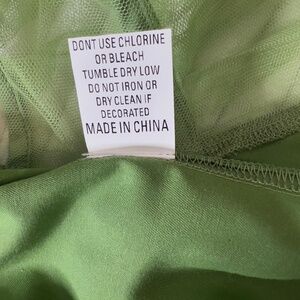 DONT USE CHLORINE
OR BLEACH
TUMBLE DRY LOW
DO NOT IRON OR
DRY CLEAN IF
DECORATED
MADE IN CHINA